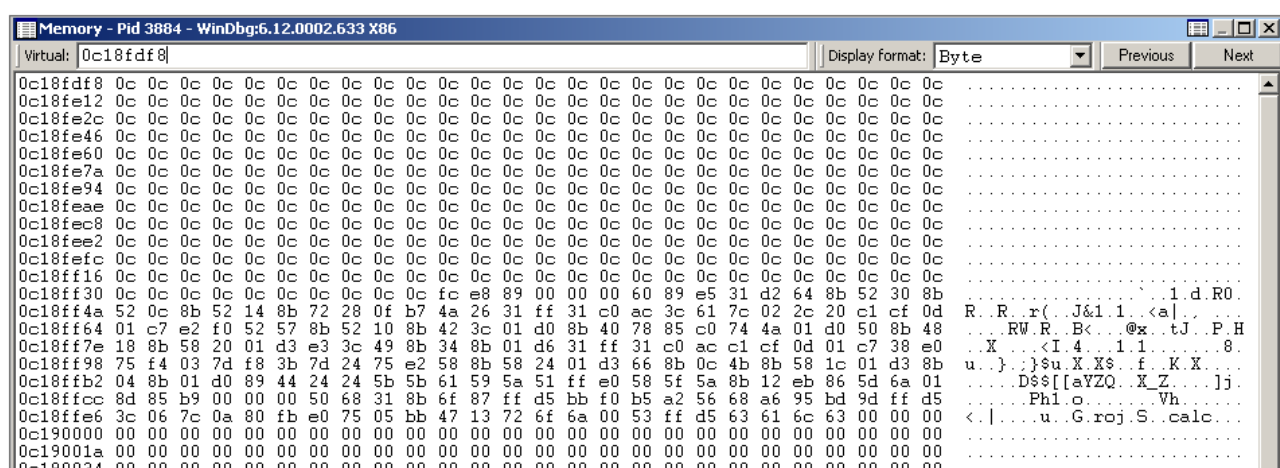 Memory - Pid 3884 - WinDbg:6.12.0002.633 X86
Virtual: 0c18fdf8 Display format: Byte Previous Next
0c18fdf8 0c 0c 0c 0c 0c 0c 0c 0c 0c 0c 0c 0c 0c 0c 0c 0c 0c 0c 0c 0c 0c 0c 0c 0c 0c 0c ..........................
0c18fe12 0c 0c 0c 0c 0c 0c 0c 0c 0c 0c 0c 0c 0c 0c 0c 0c 0c 0c 0c 0c 0c 0c 0c 0c 0c 0c ..........................
0c18fe2c 0c 0c 0c 0c 0c 0c 0c 0c 0c 0c 0c 0c 0c 0c 0c 0c 0c 0c 0c 0c 0c 0c 0c 0c 0c 0c ..........................
0c18fe46 0c 0c 0c 0c 0c 0c 0c 0c 0c 0c 0c 0c 0c 0c 0c 0c 0c 0c 0c 0c 0c 0c 0c 0c 0c 0c ..........................
0c18fe60 0c 0c 0c 0c 0c 0c 0c 0c 0c 0c 0c 0c 0c 0c 0c 0c 0c 0c 0c 0c 0c 0c 0c 0c 0c 0c ..........................
0c18fe7a 0c 0c 0c 0c 0c 0c 0c 0c 0c 0c 0c 0c 0c 0c 0c 0c 0c 0c 0c 0c 0c 0c 0c 0c 0c 0c ..........................
0c18fe94 0c 0c 0c 0c 0c 0c 0c 0c 0c 0c 0c 0c 0c 0c 0c 0c 0c 0c 0c 0c 0c 0c 0c 0c 0c 0c ..........................
0c18feae 0c 0c 0c 0c 0c 0c 0c 0c 0c 0c 0c 0c 0c 0c 0c 0c 0c 0c 0c 0c 0c 0c 0c 0c 0c 0c ..........................
0c18fec8 0c 0c 0c 0c 0c 0c 0c 0c 0c 0c 0c 0c 0c 0c 0c 0c 0c 0c 0c 0c 0c 0c 0c 0c 0c 0c ..........................
0c18fee2 0c 0c 0c 0c 0c 0c 0c 0c 0c 0c 0c 0c 0c 0c 0c 0c 0c 0c 0c 0c 0c 0c 0c 0c 0c 0c ..........................
0c18fefc 0c 0c 0c 0c 0c 0c 0c 0c 0c 0c 0c 0c 0c 0c 0c 0c 0c 0c 0c 0c 0c 0c 0c 0c 0c 0c ..........................
0c18ff16 0c 0c 0c 0c 0c 0c 0c 0c 0c 0c 0c 0c 0c 0c 0c 0c 0c 0c 0c 0c 0c 0c 0c 0c 0c 0c ..........................
0c18ff30 0c 0c 0c 0c 0c 0c 0c 0c 0c 0c fc e8 89 00 00 00 60 89 e5 31 d2 64 8b 52 30 8b ................`..1.d.R0.
0c18ff4a 52 0c 8b 52 14 8b 72 28 0f b7 4a 26 31 ff 31 c0 ac 3c 61 7c 02 2c 20 c1 cf 0d R..R..r(..J&1.1..<a|., ...
0c18ff64 01 c7 e2 f0 52 57 8b 52 10 8b 42 3c 01 d0 8b 40 78 85 c0 74 4a 01 d0 50 8b 48 ....RW.R..B<...@x..tJ..P.H
0c18ff7e 18 8b 58 20 01 d3 e3 3c 49 8b 34 8b 01 d6 31 ff 31 c0 ac c1 cf 0d 01 c7 38 e0 ..X ...<I.4...1.1.......8.
0c18ff98 75 f4 03 7d f8 3b 7d 24 75 e2 58 8b 58 24 01 d3 66 8b 0c 4b 8b 58 1c 01 d3 8b u..}.;}$u.X.X$..f..K.X....
0c18ffb2 04 8b 01 d0 89 44 24 24 5b 5b 61 59 5a 51 ff e0 58 5f 5a 8b 12 eb 86 5d 6a 01 .....D$$[[aYZQ..X_Z....]j.
0c18ffcc 8d 85 b9 00 00 00 50 68 31 8b 6f 87 ff d5 bb f0 b5 a2 56 68 a6 95 bd 9d ff d5 ......Ph1.o.......Vh......
0c18ffe6 3c 06 7c 0a 80 fb e0 75 05 bb 47 13 72 6f 6a 00 53 ff d5 63 61 6c 63 00 00 00 <.|....u..G.roj.S..calc...
0c190000 00 00 00 00 00 00 00 00 00 00 00 00 00 00 00 00 00 00 00 00 00 00 00 00 00 00 ..........................
0c19001a 00 00 00 00 00 00 00 00 00 00 00 00 00 00 00 00 00 00 00 00 00 00 00 00 00 00 ..........................